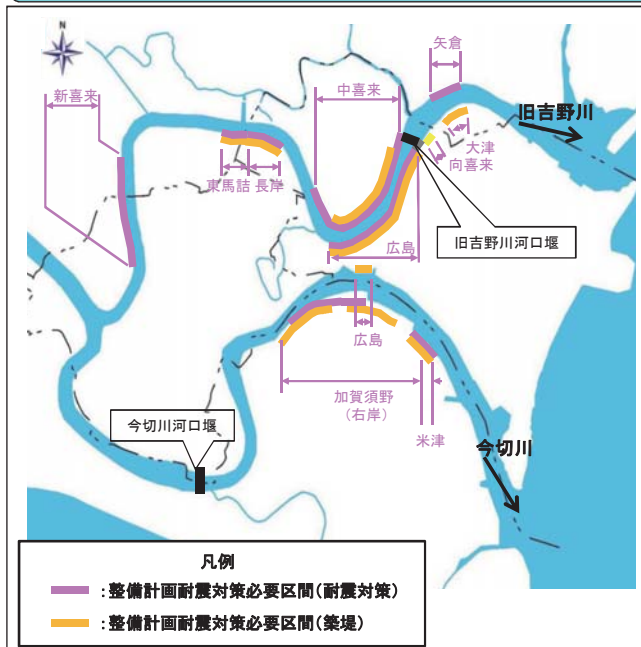 N
矢倉
新喜来
中喜来
旧吉野川
大津
向喜来
東馬詰
長岸
旧吉野川河口堰
広島
広島
加賀須野
(右岸)
今切川河口堰
米津
今切川
凡例
:整備計画耐震対策必要区間(耐震対策)
:整備計画耐震対策必要区間(築堤)